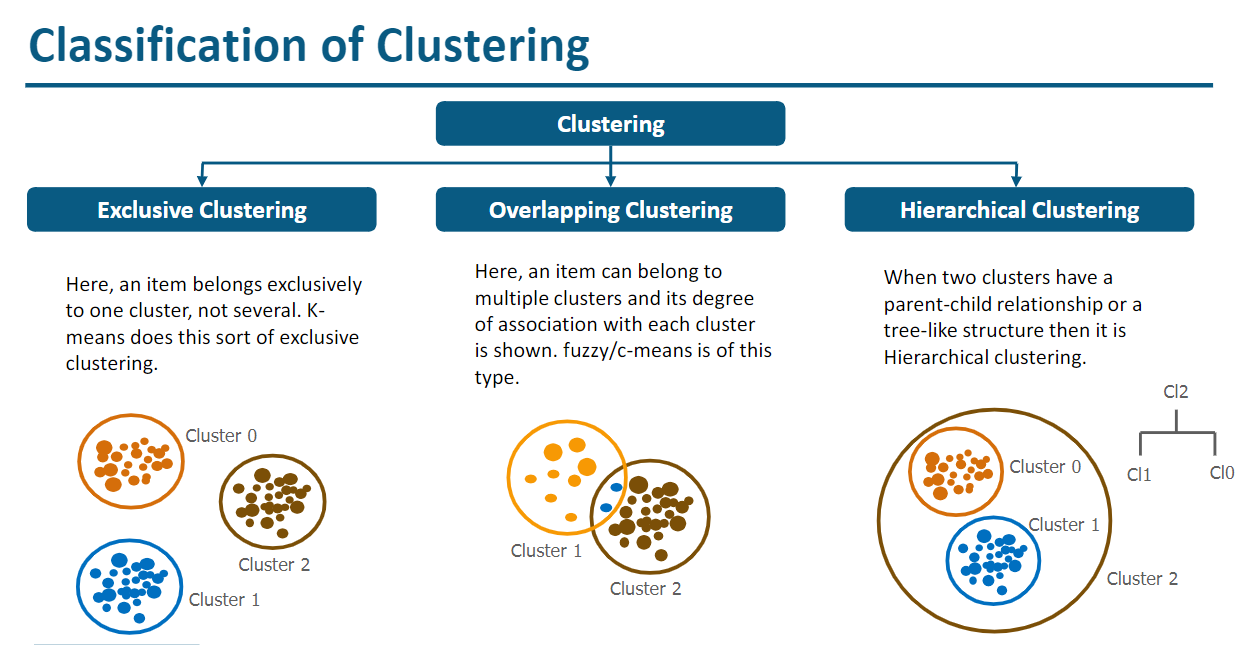 Classification of Clustering
Clustering
Exclusive Clustering
Overlapping Clustering
Hierarchical Clustering
Here, an item belongs exclusively
to one cluster, not several. K-
means does this sort of exclusive
clustering.
Here, an item can belong to
multiple clusters and its degree
of association with each cluster
is shown. fuzzy/c-means is of this
type.
When two clusters have a
parent-child relationship or a
tree-like structure then it is
Hierarchical clustering.
Cluster 0
Cluster 2
Cluster 1
Cluster 1
Cluster 2
Cl2
Cl1
Cl0
Cluster 0
Cluster 1
Cluster 2